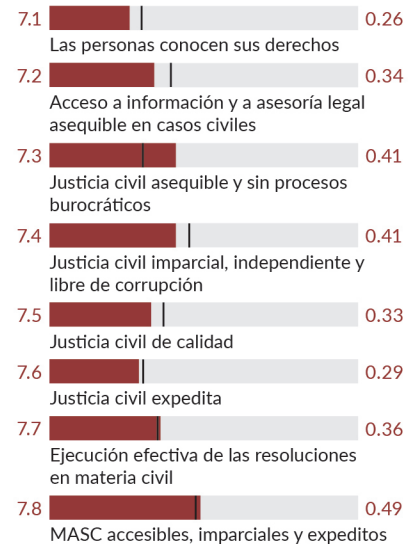 7.1 0.26
Las personas conocen sus derechos
7.2 0.34
Acceso a información y a asesoría legal
asequible en casos civiles
7.3 0.41
Justicia civil asequible y sin procesos
burocráticos
7.4 0.41
Justicia civil imparcial, independiente y
libre de corrupción
7.5 0.33
Justicia civil de calidad
7.6 0.29
Justicia civil expedita
7.7 0.36
Ejecución efectiva de las resoluciones
en materia civil
7.8 0.49
MASC accesibles, imparciales y expeditos